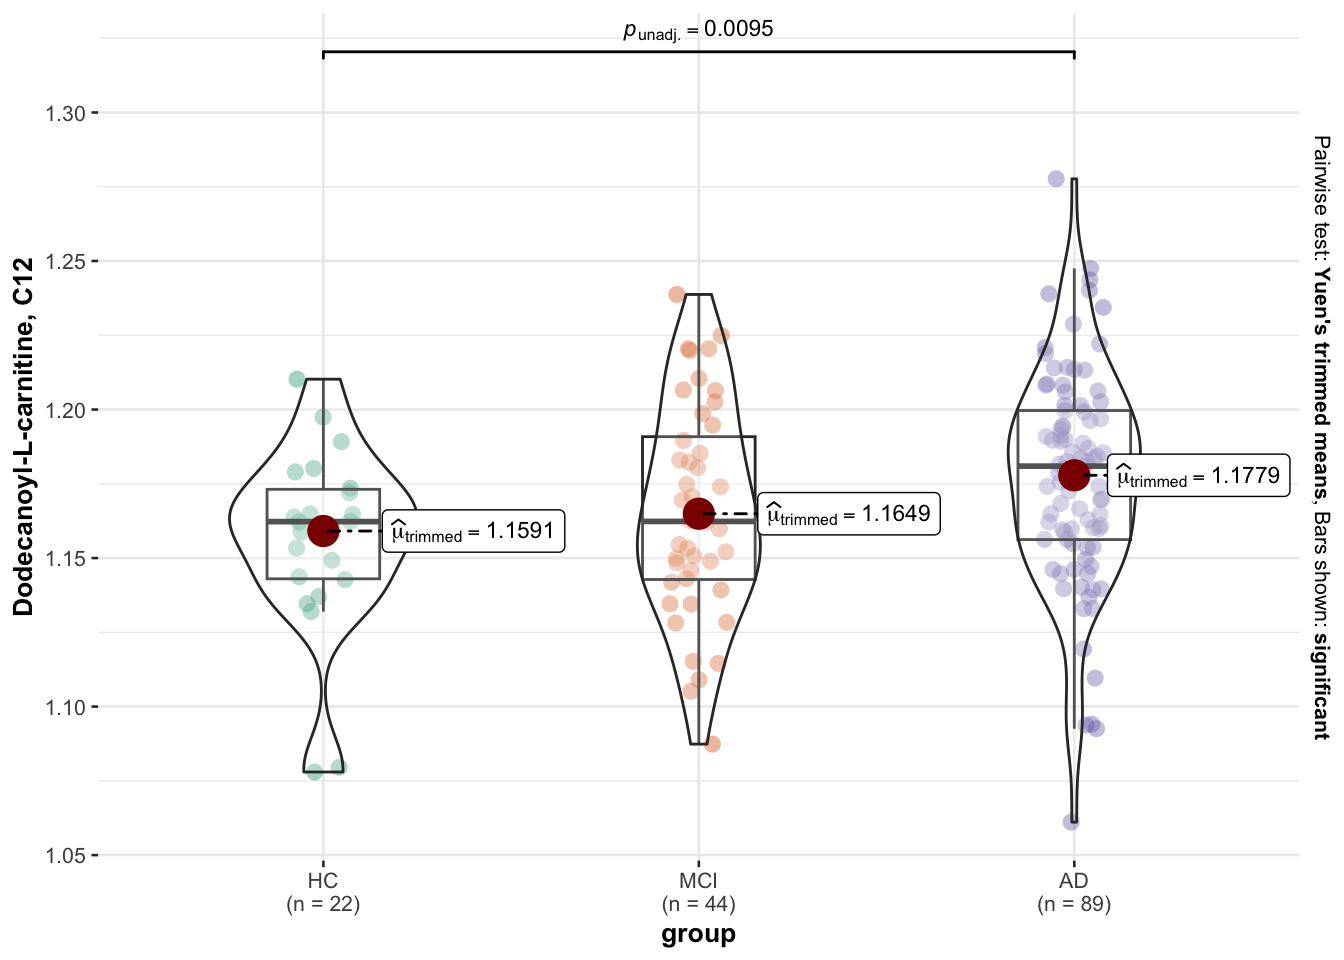 p unadj. = 0.0095
1.30
1.25
1.20
1.15
1.10
1.05
Dodecanoyl-L-carnitine, C12
μ̂ trimmed = 1.1591
μ̂ trimmed = 1.1649
μ̂ trimmed = 1.1779
HC
(n = 22)
MCI
(n = 44)
AD
(n = 89)
group
Pairwise test: Yuen's trimmed means, Bars shown: significant